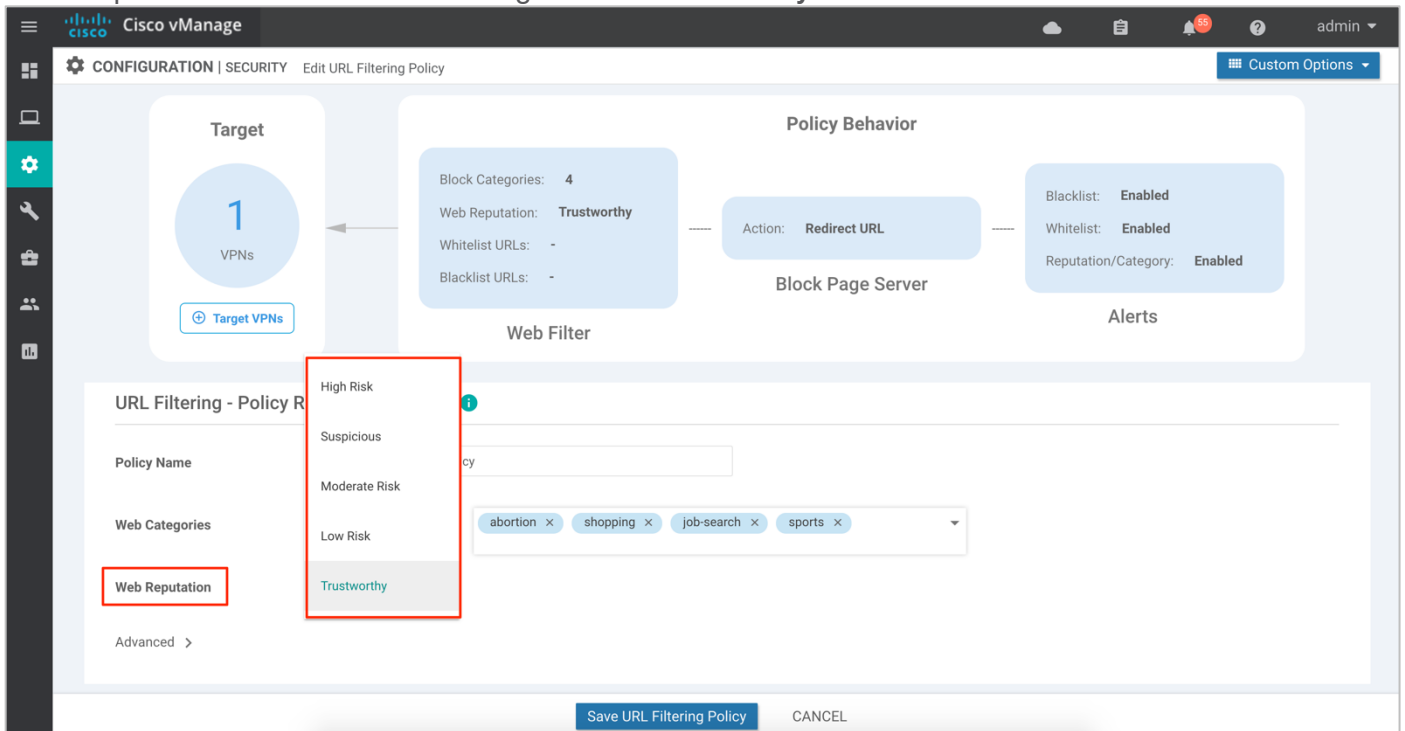 cisco Cisco vManage 55 admin
CONFIGURATION | SECURITY Edit URL Filtering Policy Custom Options
Target
1
VPNs
Target VPNs
Policy Behavior
Block Categories: 4
Web Reputation: Trustworthy
Whitelist URLs: -
Blacklist URLs: -
Web Filter
Action: Redirect URL
Block Page Server
Blacklist: Enabled
Whitelist: Enabled
Reputation/Category: Enabled
Alerts
High Risk
Suspicious
Moderate Risk
Low Risk
Trustworthy
URL Filtering - Policy R
Policy Name cy
Web Categories abortion × shopping × job-search × sports ×
Web Reputation
Advanced >
Save URL Filtering Policy CANCEL